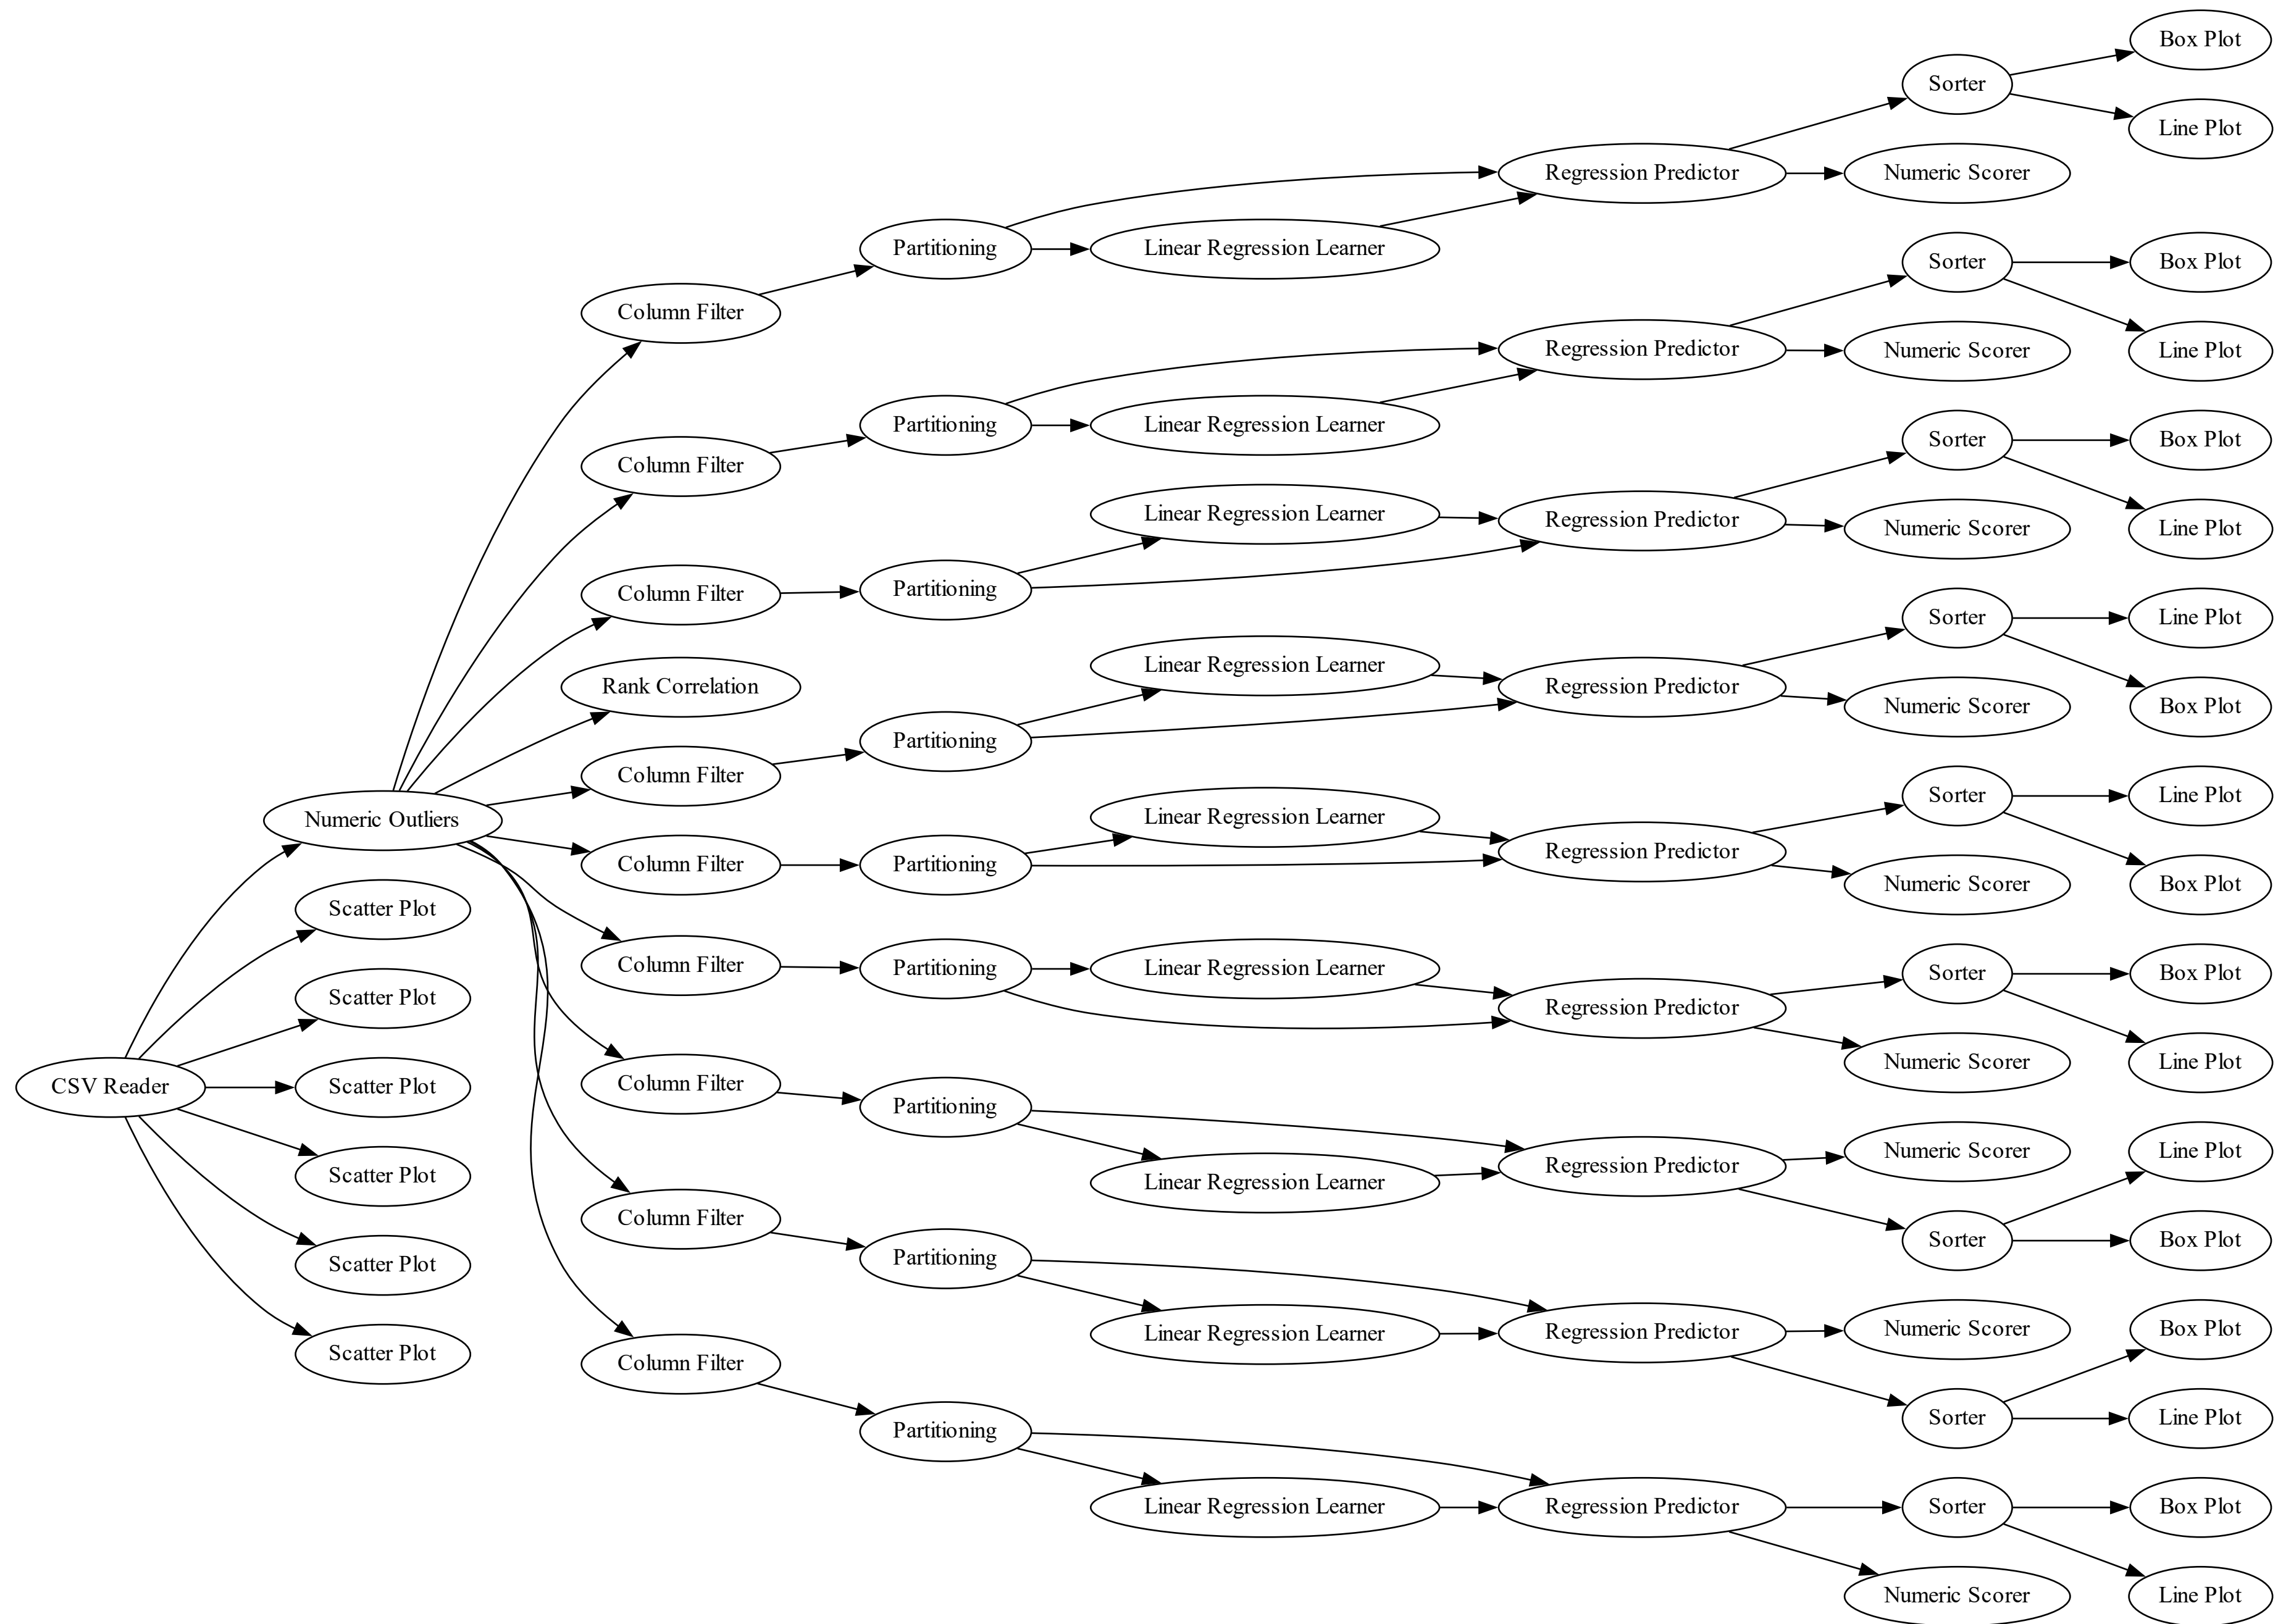 Box Plot
Sorter
Line Plot
Regression Predictor
Numeric Scorer
Partitioning
Linear Regression Learner
Sorter
Box Plot
Column Filter
Regression Predictor
Numeric Scorer
Line Plot
Partitioning
Linear Regression Learner
Sorter
Box Plot
Column Filter
Linear Regression Learner
Regression Predictor
Numeric Scorer
Line Plot
Column Filter
Partitioning
Sorter
Line Plot
Rank Correlation
Linear Regression Learner
Regression Predictor
Numeric Scorer
Box Plot
Column Filter
Partitioning
Sorter
Line Plot
Numeric Outliers
Linear Regression Learner
Column Filter
Partitioning
Regression Predictor
Numeric Scorer
Box Plot
Scatter Plot
Column Filter
Partitioning
Linear Regression Learner
Sorter
Box Plot
Scatter Plot
Regression Predictor
Numeric Scorer
Line Plot
CSV Reader
Scatter Plot
Column Filter
Partitioning
Numeric Scorer
Line Plot
Scatter Plot
Linear Regression Learner
Regression Predictor
Column Filter
Sorter
Box Plot
Scatter Plot
Partitioning
Linear Regression Learner
Regression Predictor
Numeric Scorer
Box Plot
Scatter Plot
Column Filter
Sorter
Line Plot
Partitioning
Linear Regression Learner
Regression Predictor
Sorter
Box Plot
Numeric Scorer
Line Plot